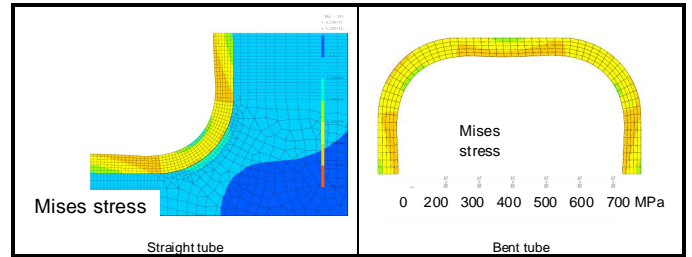 Mises stress
Straight tube
Mises
stress
0 200 300 400 500 600 700 MPa
Bent tube